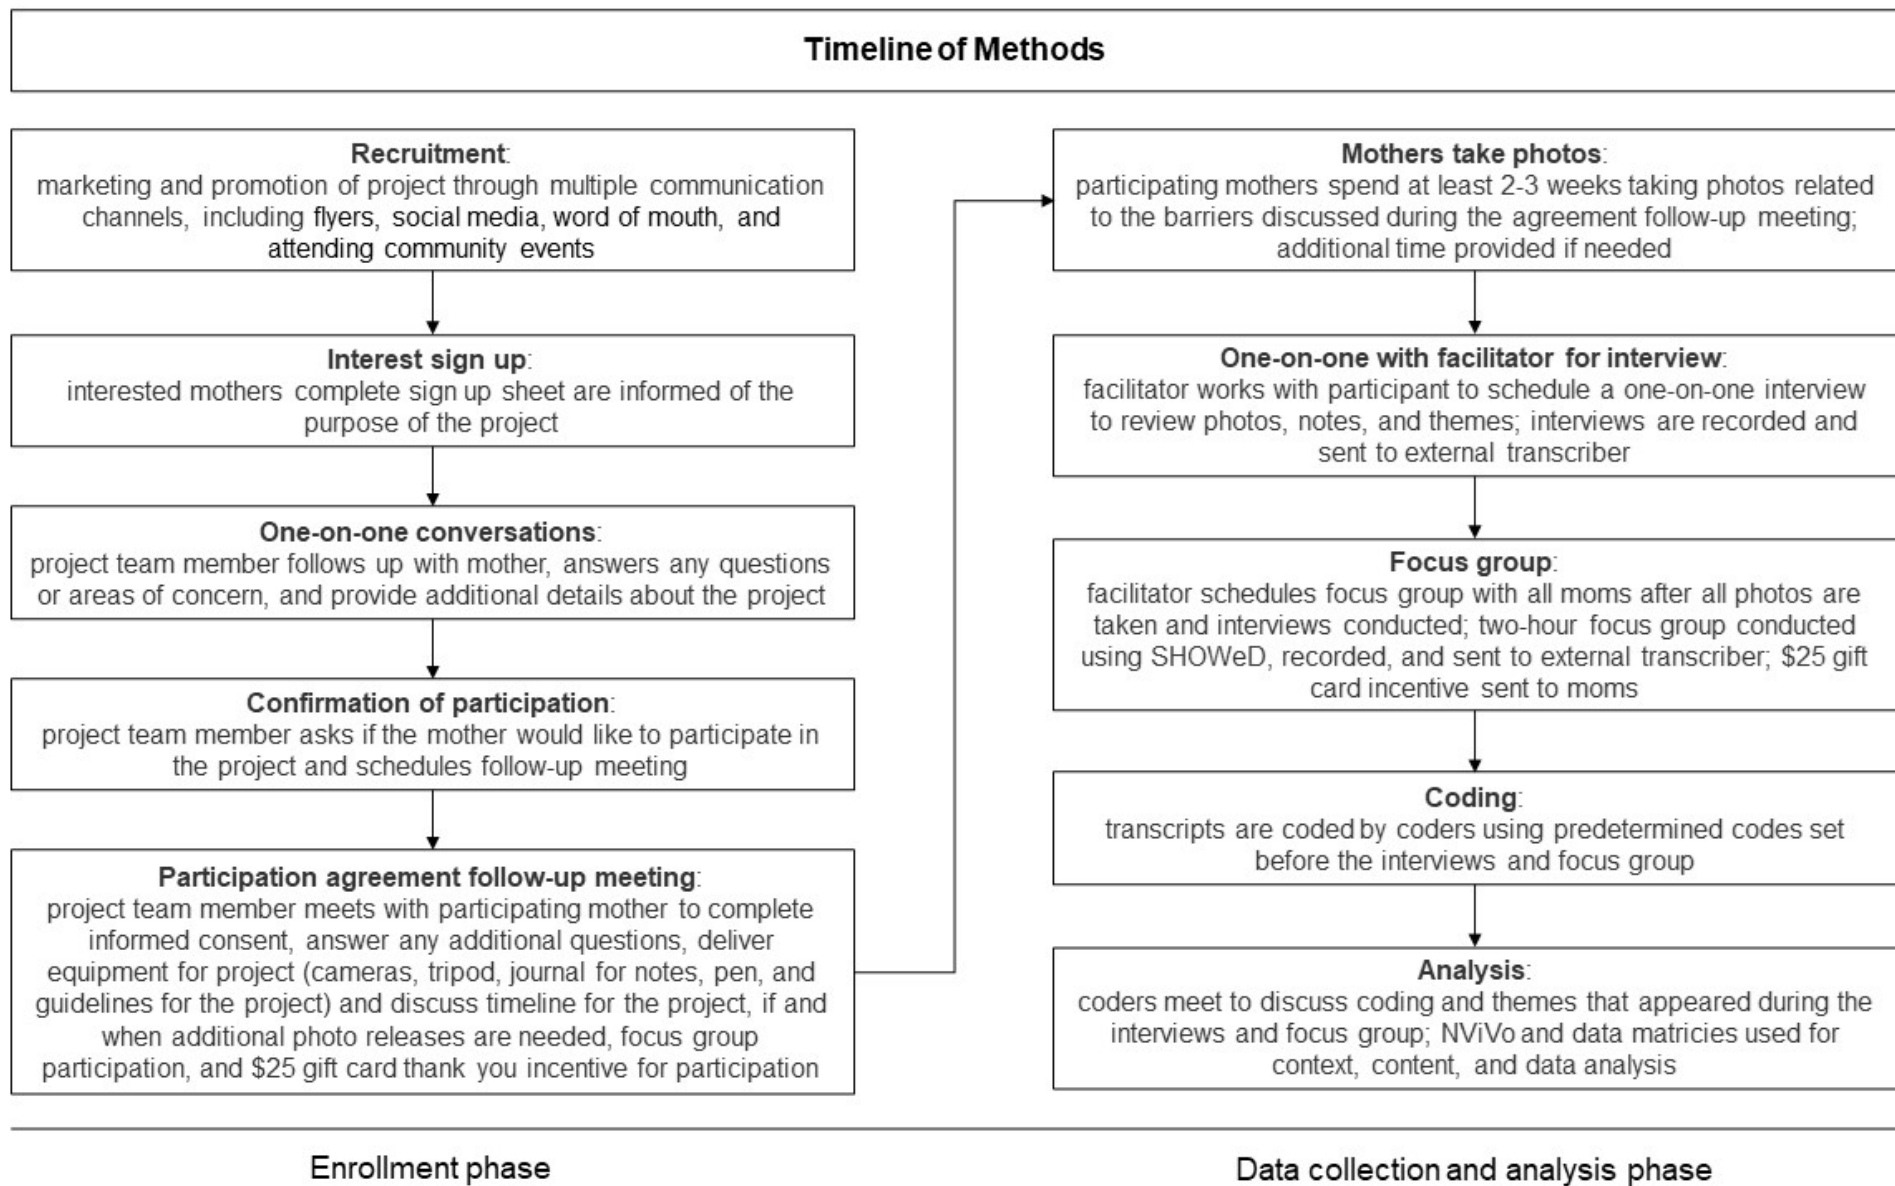 Timeline of Methods
Recruitment:
marketing and promotion of project through multiple communication
channels, including flyers, social media, word of mouth, and
attending community events
Interest sign up:
interested mothers complete sign up sheet are informed of the
purpose of the project
One-on-one conversations:
project team member follows up with mother, answers any questions
or areas of concern, and provide additional details about the project
Confirmation of participation:
project team member asks if the mother would like to participate in
the project and schedules follow-up meeting
Participation agreement follow-up meeting:
project team member meets with participating mother to complete
informed consent, answer any additional questions, deliver
equipment for project (cameras, tripod, journal for notes, pen, and
guidelines for the project) and discuss timeline for the project, if and
when additional photo releases are needed, focus group
participation, and $25 gift card thank you incentive for participation
Enrollment phase
Mothers take photos:
participating mothers spend at least 2-3 weeks taking photos related
to the barriers discussed during the agreement follow-up meeting;
additional time provided if needed
One-on-one with facilitator for interview:
facilitator works with participant to schedule a one-on-one interview
to review photos, notes, and themes; interviews are recorded and
sent to external transcriber
Focus group:
facilitator schedules focus group with all moms after all photos are
taken and interviews conducted; two-hour focus group conducted
using SHOWeD, recorded, and sent to external transcriber; $25 gift
card incentive sent to moms
Coding:
transcripts are coded by coders using predetermined codes set
before the interviews and focus group
Analysis:
coders meet to discuss coding and themes that appeared during the
interviews and focus group; NViVo and data matricies used for
context, content, and data analysis
Data collection and analysis phase